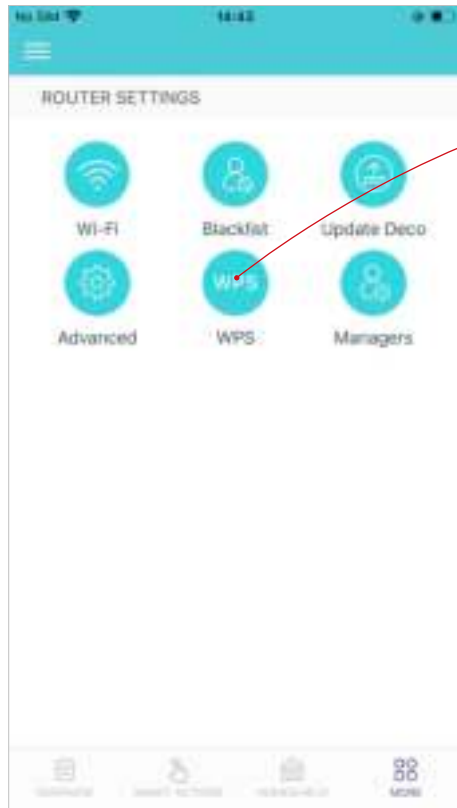 No SIM 14:43
ROUTER SETTINGS
Wi-Fi Blacklist Update Deco
WPS
Advanced WPS Managers
MORE